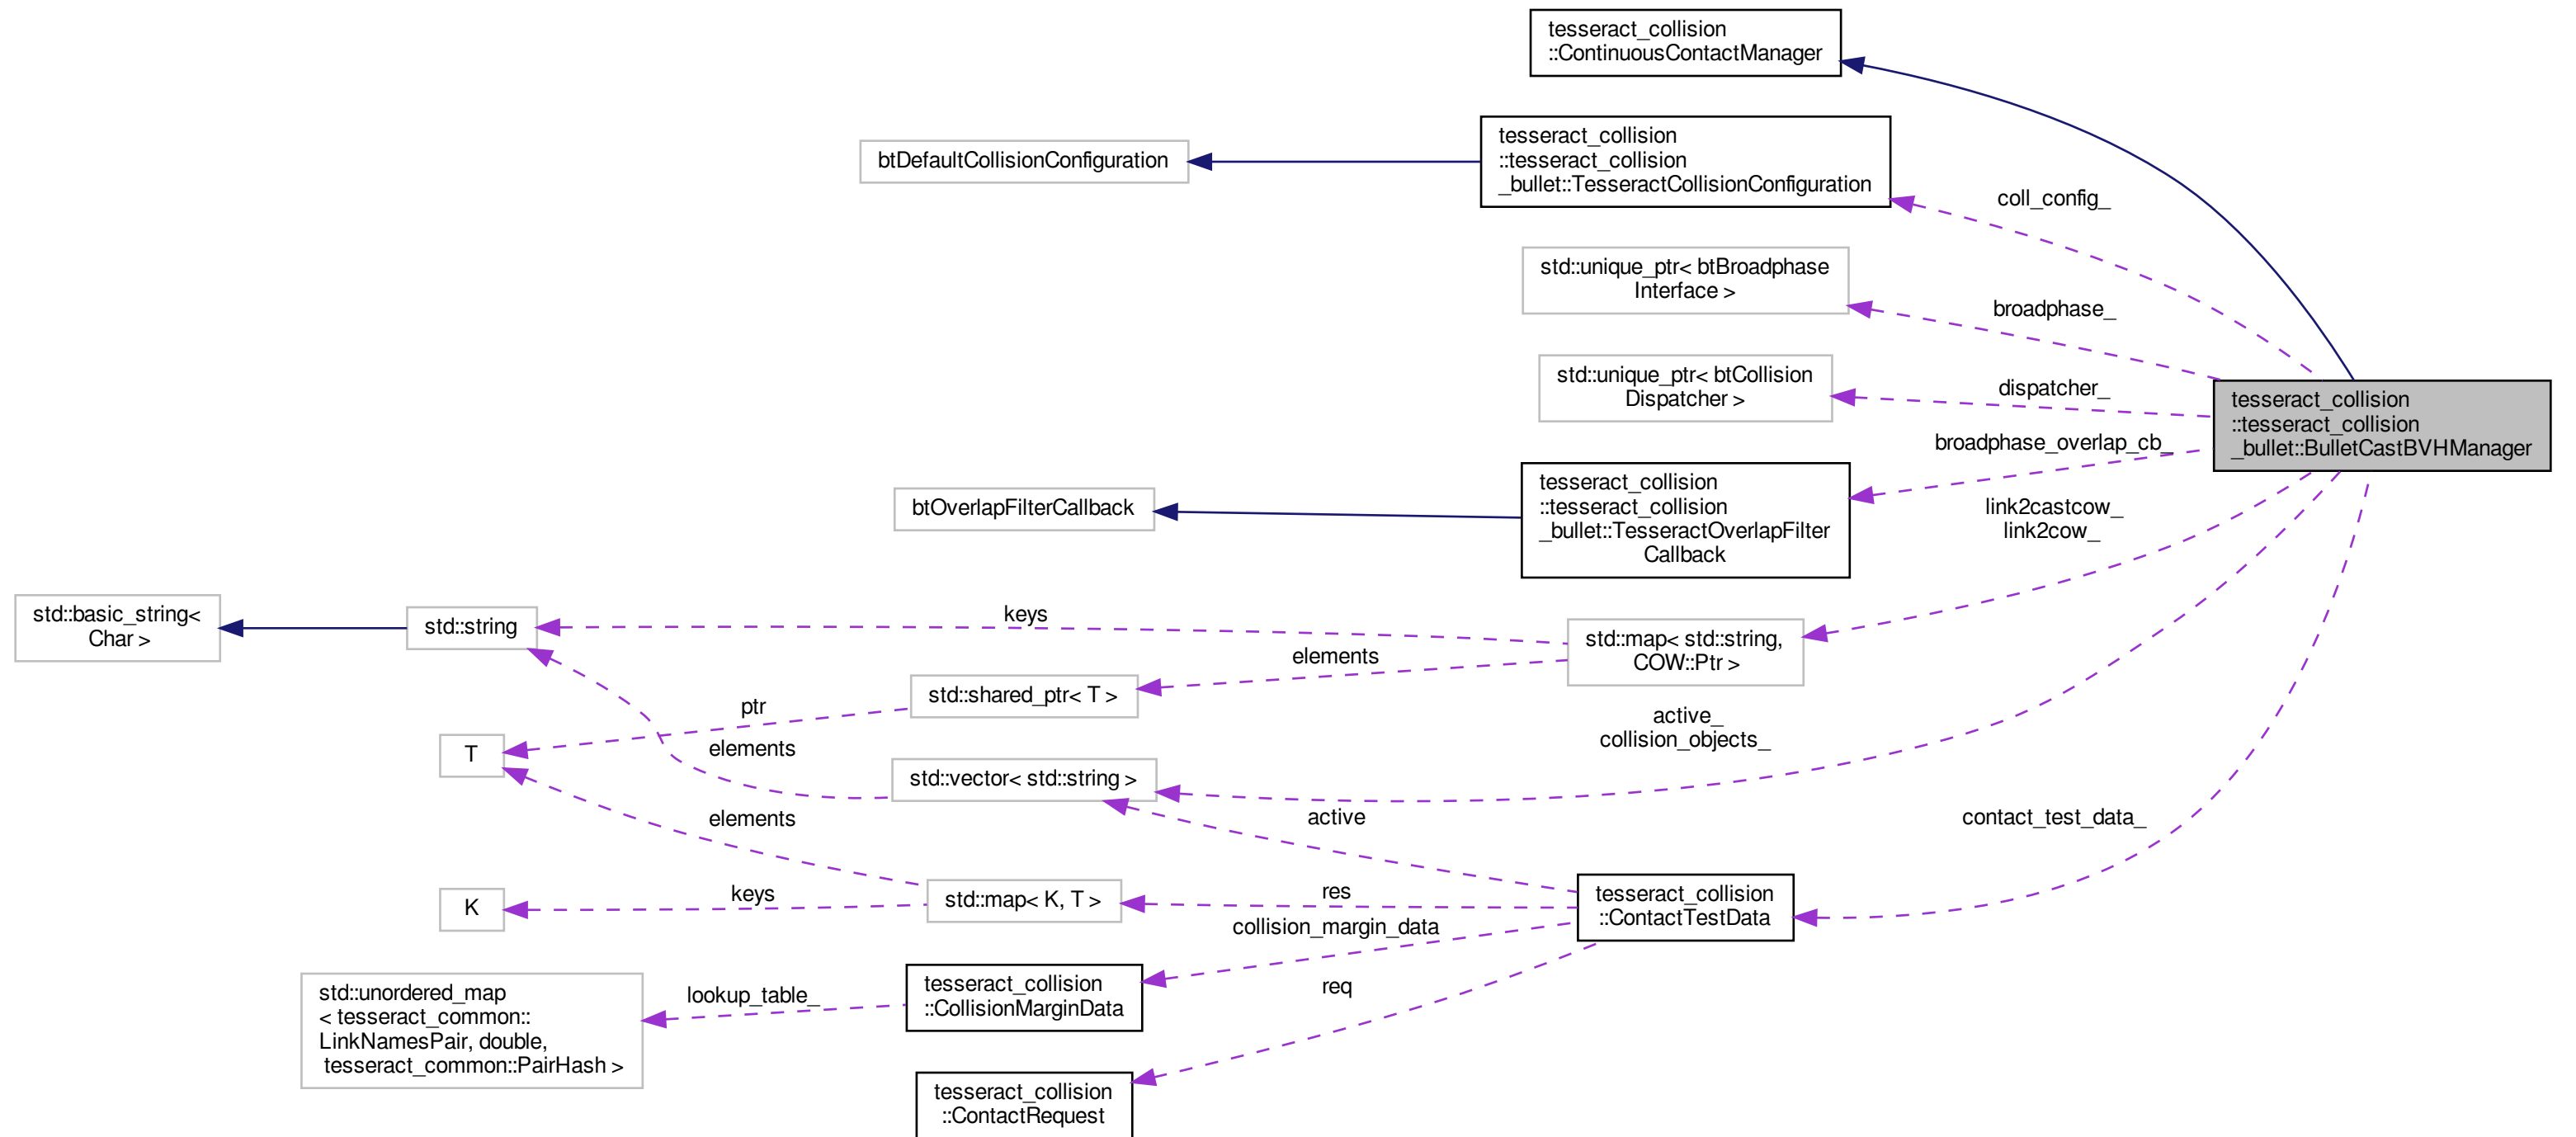 tesseract_collision
::ContinuousContactManager
tesseract_collision
::tesseract_collision
_bullet::TesseractCollisionConfiguration
btDefaultCollisionConfiguration
coll_config_
std::unique_ptr< btBroadphase
Interface >
broadphase_
std::unique_ptr< btCollision
Dispatcher >
dispatcher_
tesseract_collision
::tesseract_collision
_bullet::BulletCastBVHManager
broadphase_overlap_cb_
tesseract_collision
::tesseract_collision
_bullet::TesseractOverlapFilter
Callback
btOverlapFilterCallback
link2castcow_
link2cow_
std::basic_string<
Char >
std::string
keys
std::map< std::string,
COW::Ptr >
elements
std::shared_ptr< T >
ptr
T
elements
active_
collision_objects_
std::vector< std::string >
elements
active
contact_test_data_
K
keys
std::map< K, T >
res
tesseract_collision
::ContactTestData
collision_margin_data
std::unordered_map
< tesseract_common::
LinkNamesPair, double,
tesseract_common::PairHash >
lookup_table_
tesseract_collision
::CollisionMarginData
req
tesseract_collision
::ContactRequest